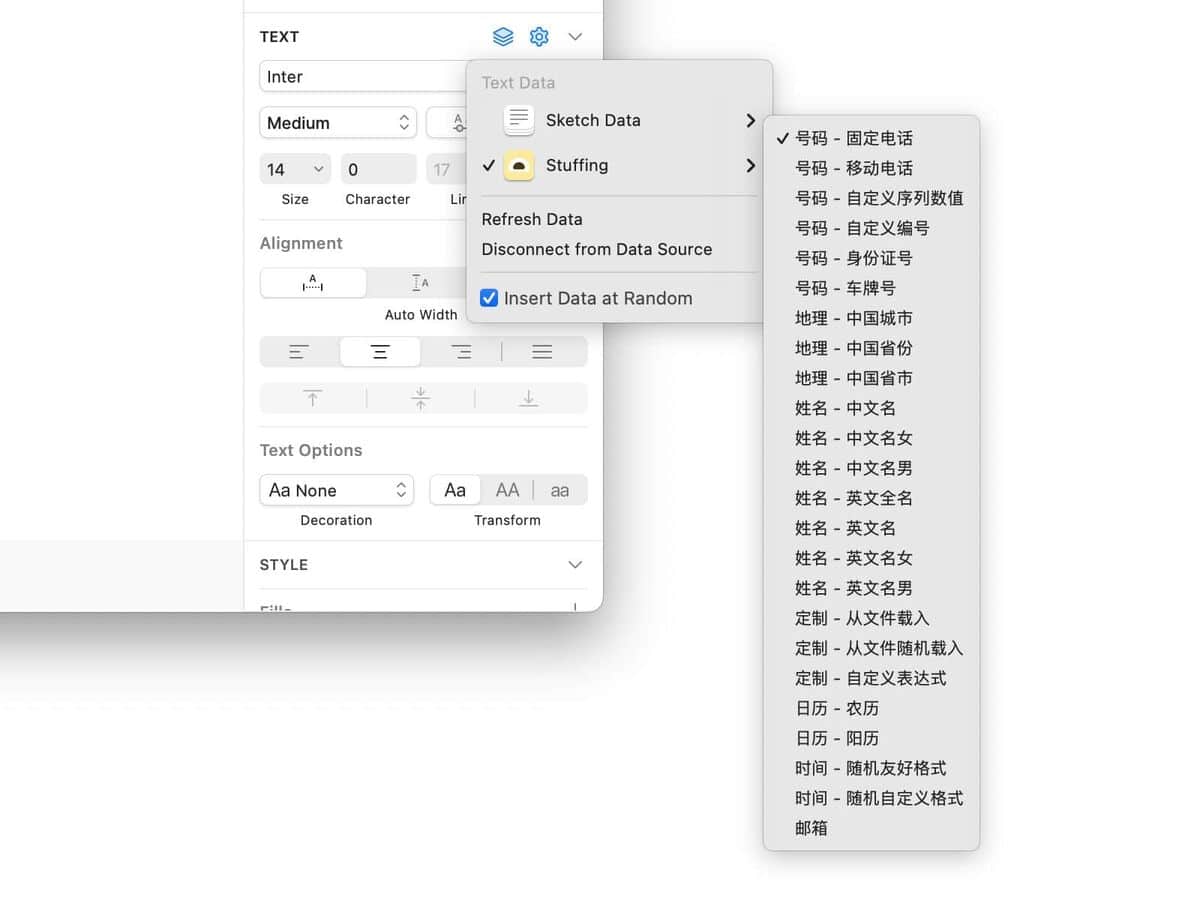 TEXT
Inter
Medium
14
0
17
Size
Character
Alignment
Auto Width
Text Options
Aa None
Aa
AA
aa
Decoration
Transform
STYLE
Text Data
Sketch Data
Stuffing
Refresh Data
Disconnect from Data Source
Insert Data at Random
号码 - 固定电话
号码 - 移动电话
号码 - 自定义序列数值
号码 - 自定义编号
号码 - 身份证号
号码 - 车牌号
地理 - 中国城市
地理 - 中国省份
地理 - 中国省市
姓名 - 中文名
姓名 - 中文名女
姓名 - 中文名男
姓名 - 英文全名
姓名 - 英文名
姓名 - 英文名女
姓名 - 英文名男
定制 - 从文件载入
定制 - 从文件随机载入
定制 - 自定义表达式
日历 - 农历
日历 - 阳历
时间 - 随机友好格式
时间 - 随机自定义格式
邮箱